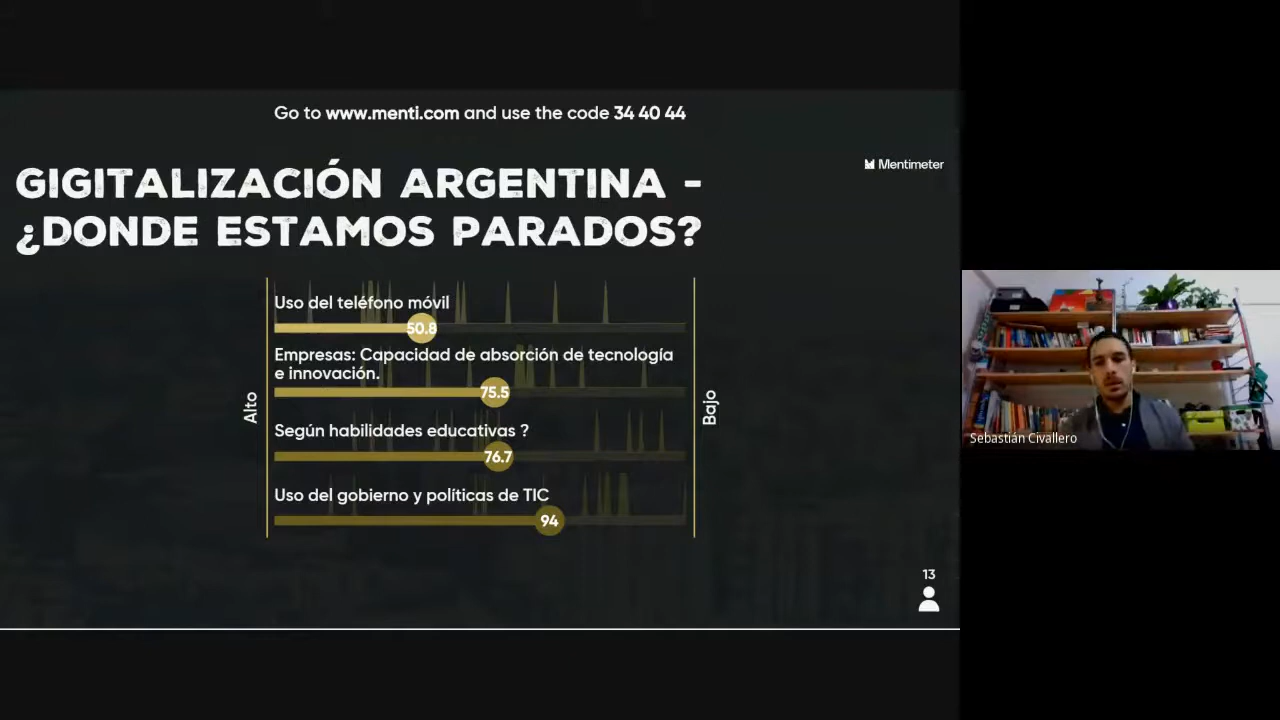 Go to www.menti.com and use the code 34 40 44
Mentimeter
GIGITALIZACIÓN ARGENTINA -
¿DONDE ESTAMOS PARADOS?
Alto
Uso del teléfono móvil
50.8
Empresas: Capacidad de absorción de tecnología
e innovación.
75.5
Según habilidades educativas ?
76.7
Uso del gobierno y políticas de TIC
94
Bajo
13
Sebastián Civallero